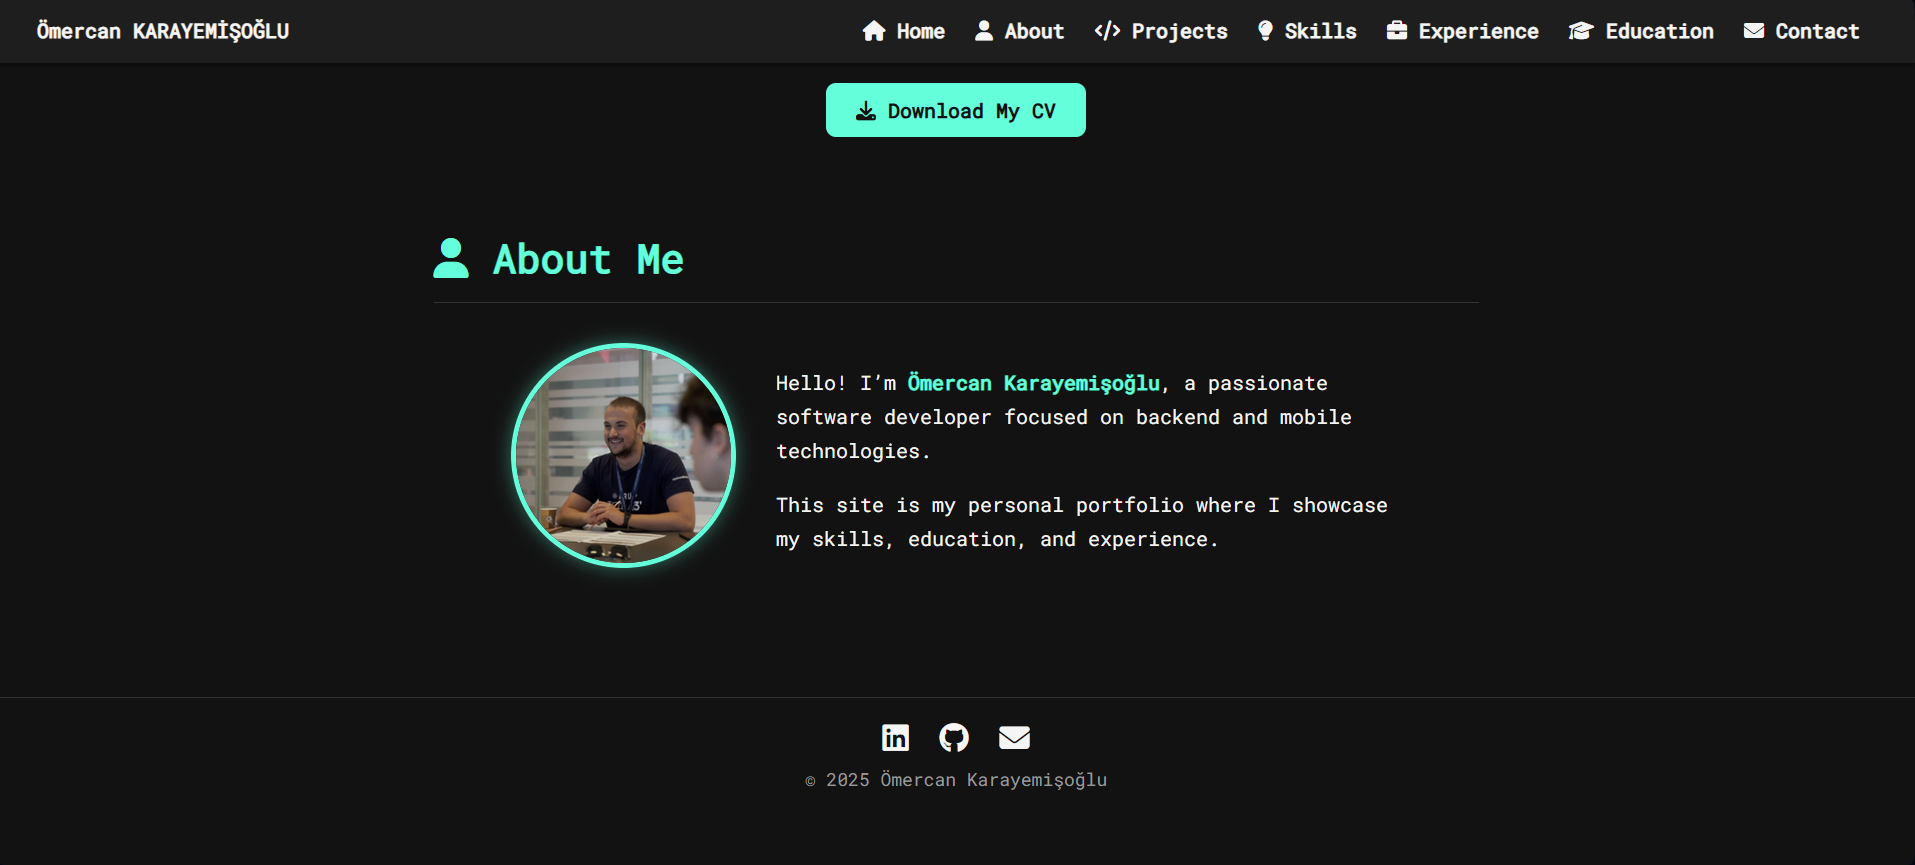 Ömercan KARAYEMİŞOĞLU
Home About Projects Skills Experience Education Contact
Download My CV
About Me
Hello! I’m Ömercan Karayemişoğlu, a passionate
software developer focused on backend and mobile
technologies.
This site is my personal portfolio where I showcase
my skills, education, and experience.
in
© 2025 Ömercan Karayemişoğlu